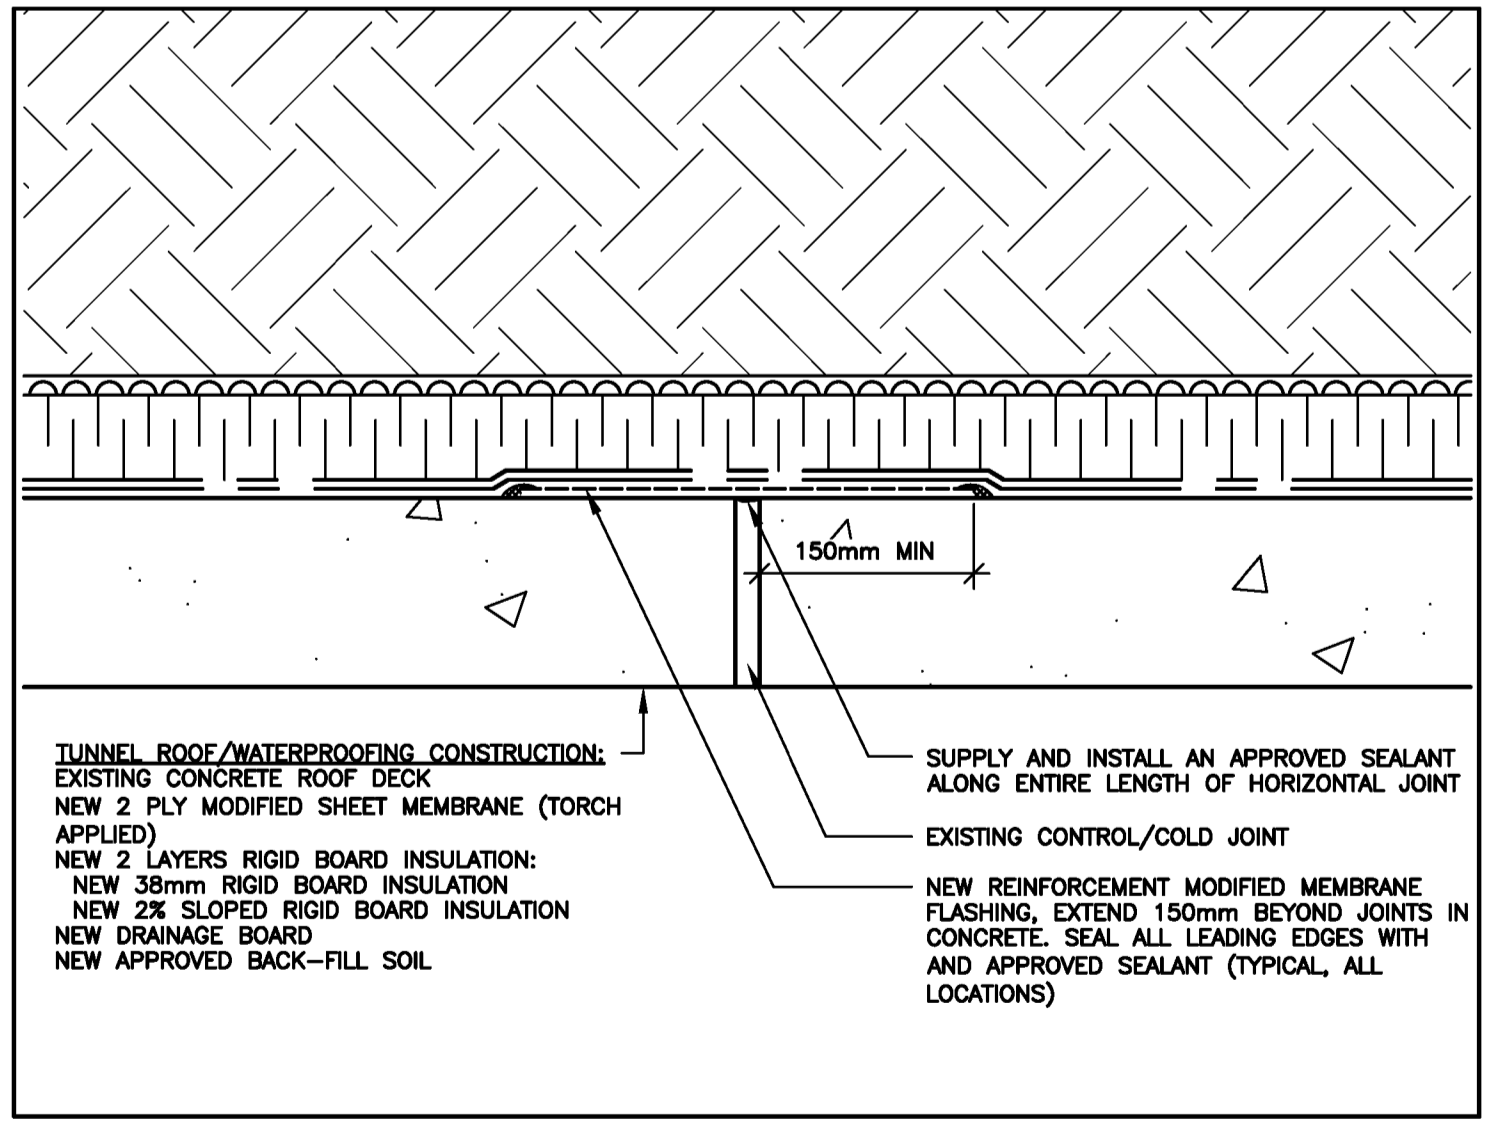 150mm MIN
TUNNEL ROOF/WATERPROOFING CONSTRUCTION:
EXISTING CONCRETE ROOF DECK
NEW 2 PLY MODIFIED SHEET MEMBRANE (TORCH
APPLIED)
NEW 2 LAYERS RIGID BOARD INSULATION:
NEW 38mm RIGID BOARD INSULATION
NEW 2% SLOPED RIGID BOARD INSULATION
NEW DRAINAGE BOARD
NEW APPROVED BACK-FILL SOIL
SUPPLY AND INSTALL AN APPROVED SEALANT
ALONG ENTIRE LENGTH OF HORIZONTAL JOINT
EXISTING CONTROL/COLD JOINT
NEW REINFORCEMENT MODIFIED MEMBRANE
FLASHING, EXTEND 150mm BEYOND JOINTS IN
CONCRETE. SEAL ALL LEADING EDGES WITH
AND APPROVED SEALANT (TYPICAL, ALL
LOCATIONS)